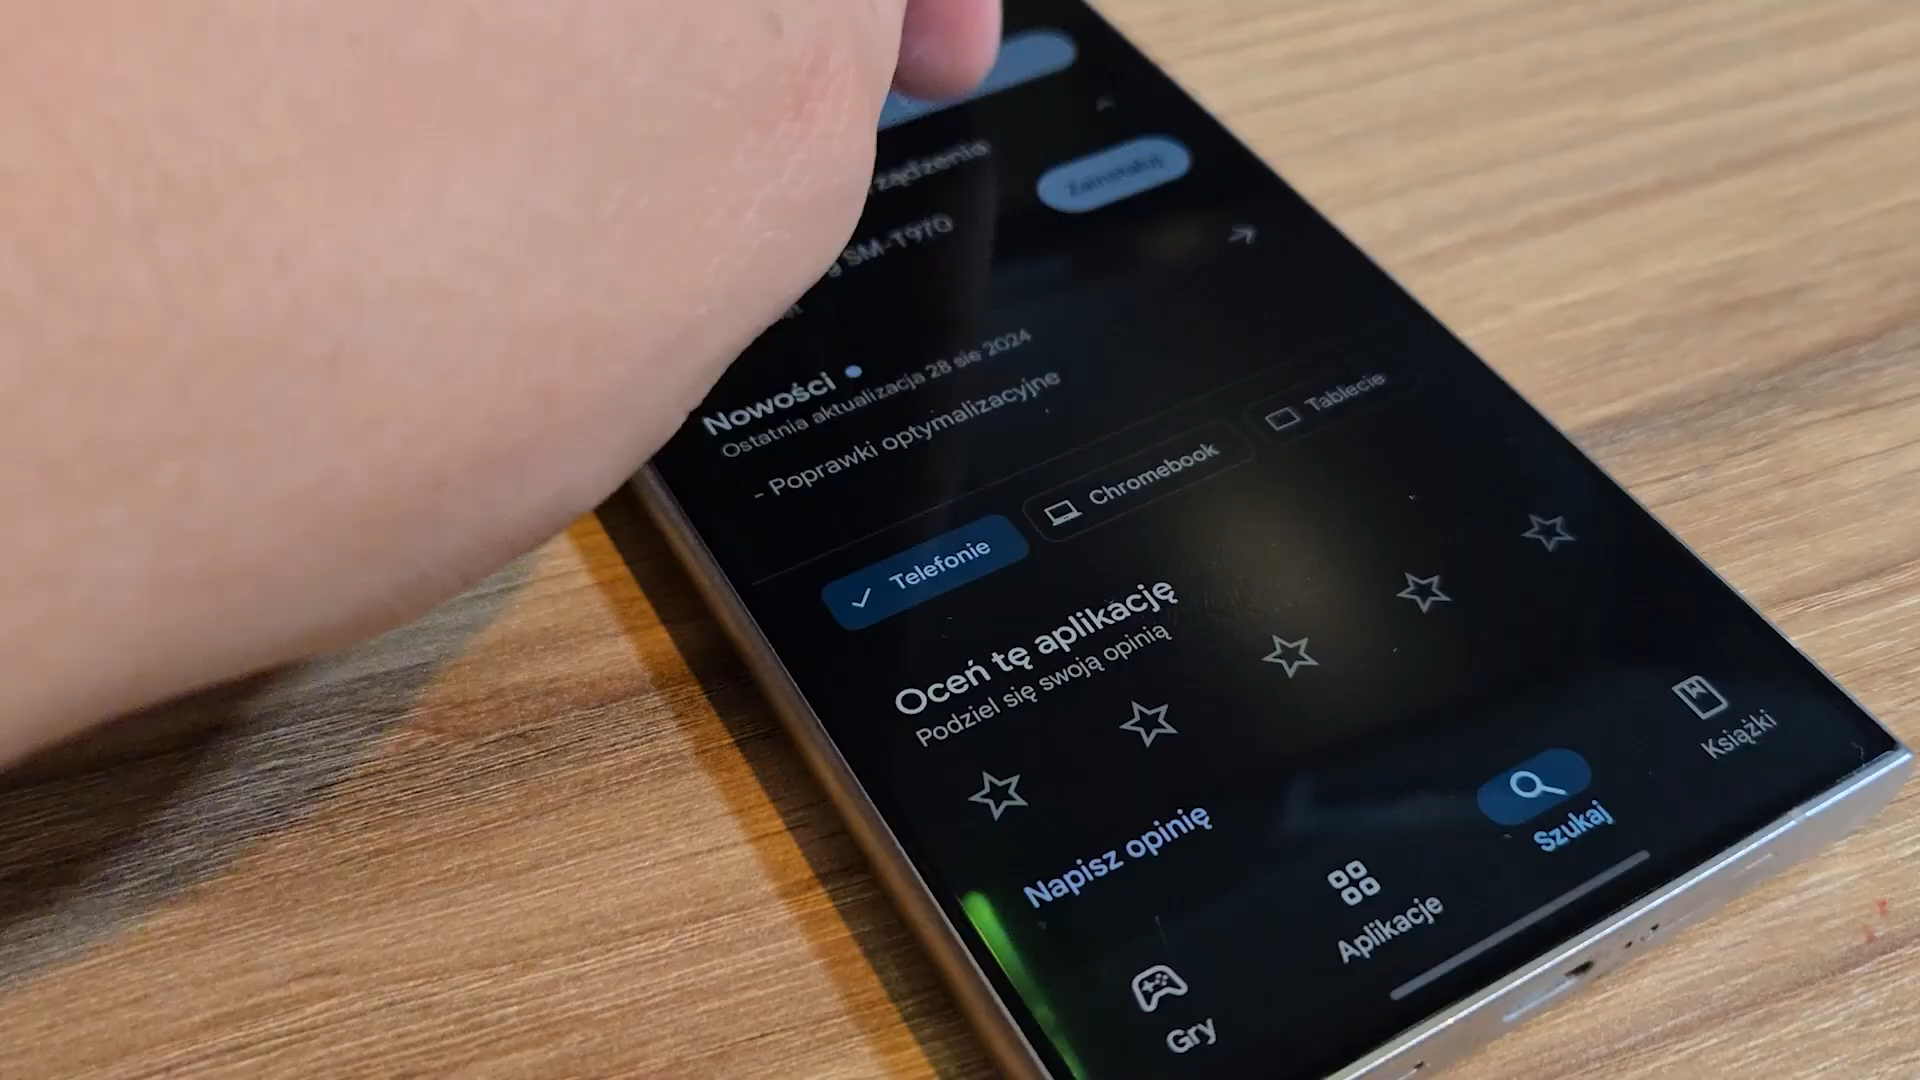 Zainstaluj
SM-T970
Nowości
Ostatnia aktualizacja 28 sie 2024
- Poprawki optymalizacyjne
Telefonie
Chromebook
Tablecie
Oceń tę aplikację
Podziel się swoją opinią
Napisz opinię
Gry
Aplikacje
Szukaj
Książki